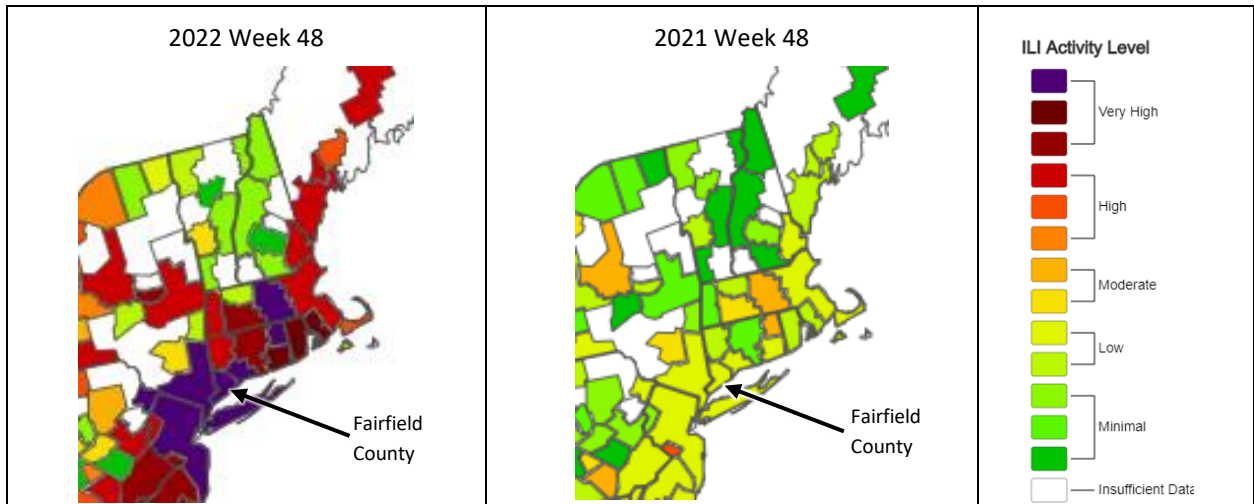 2022 Week 48
Fairfield
County
2021 Week 48
Fairfield
County
ILI Activity Level
Very High
High
Moderate
Low
Minimal
Insufficient Data